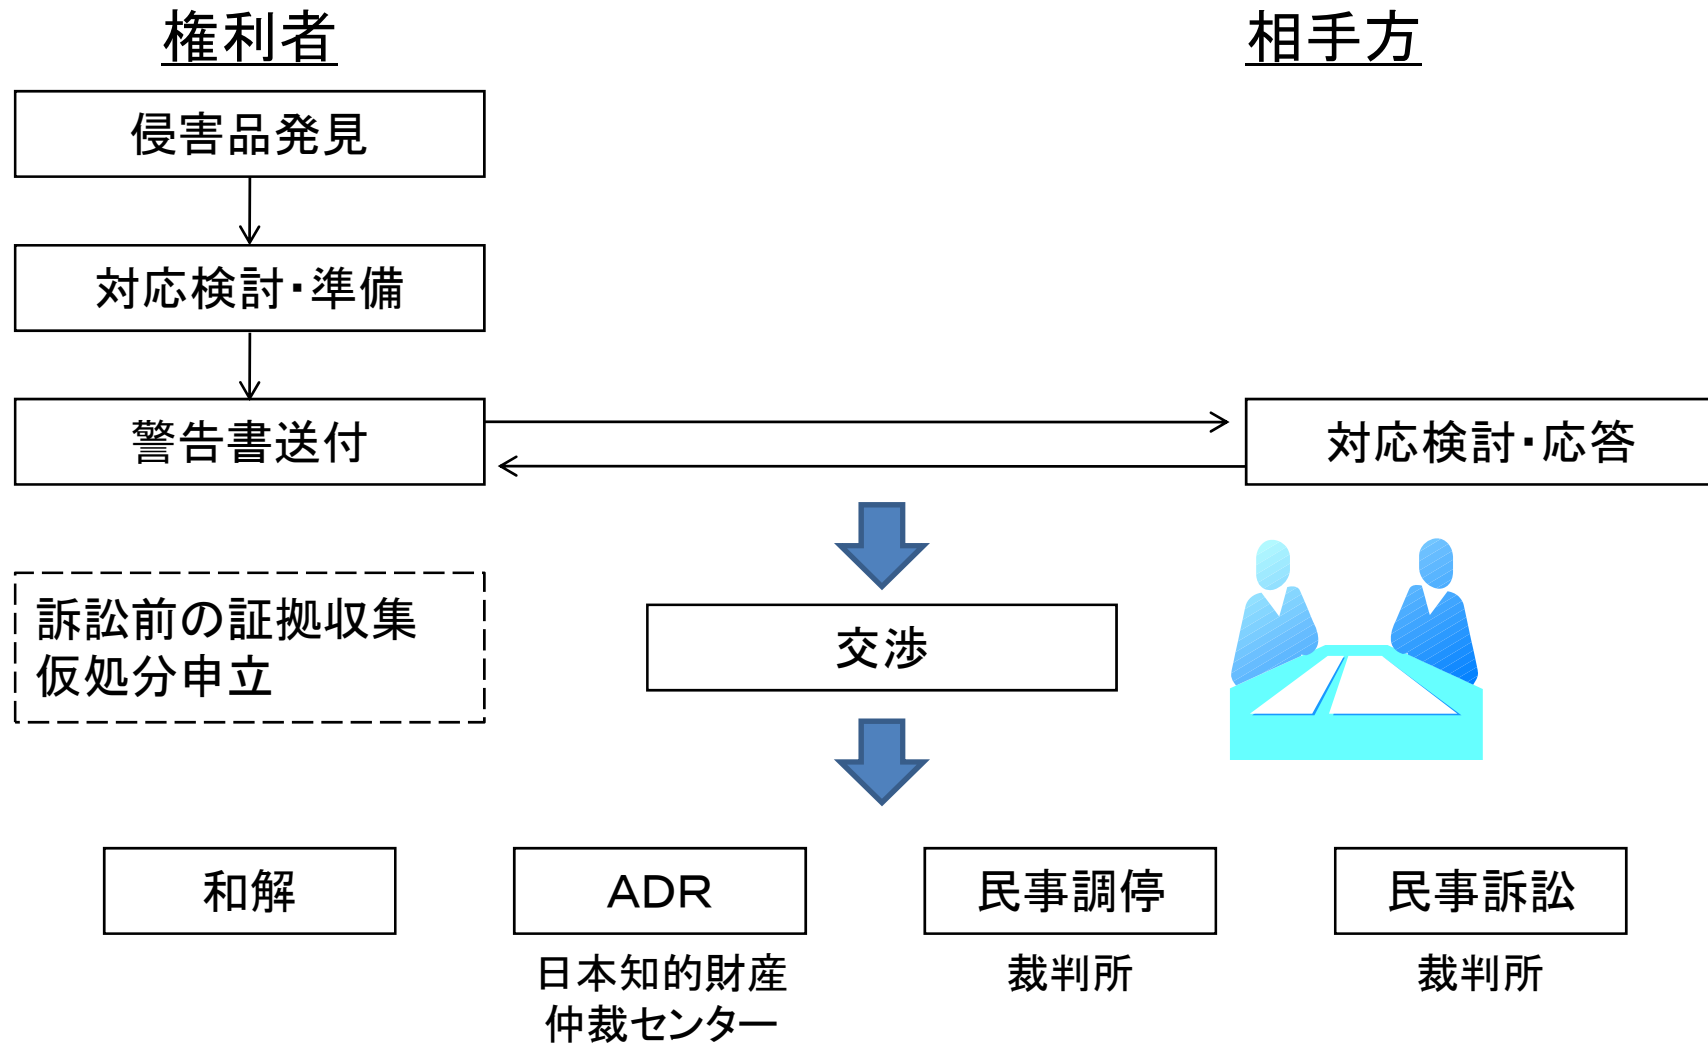 権利者
相手方
侵害品発見
対応検討・準備
警告書送付
対応検討・応答
訴訟前の証拠収集
仮処分申立
交渉
和解
ADR
民事調停
民事訴訟
日本知的財産
仲裁センター
裁判所
裁判所